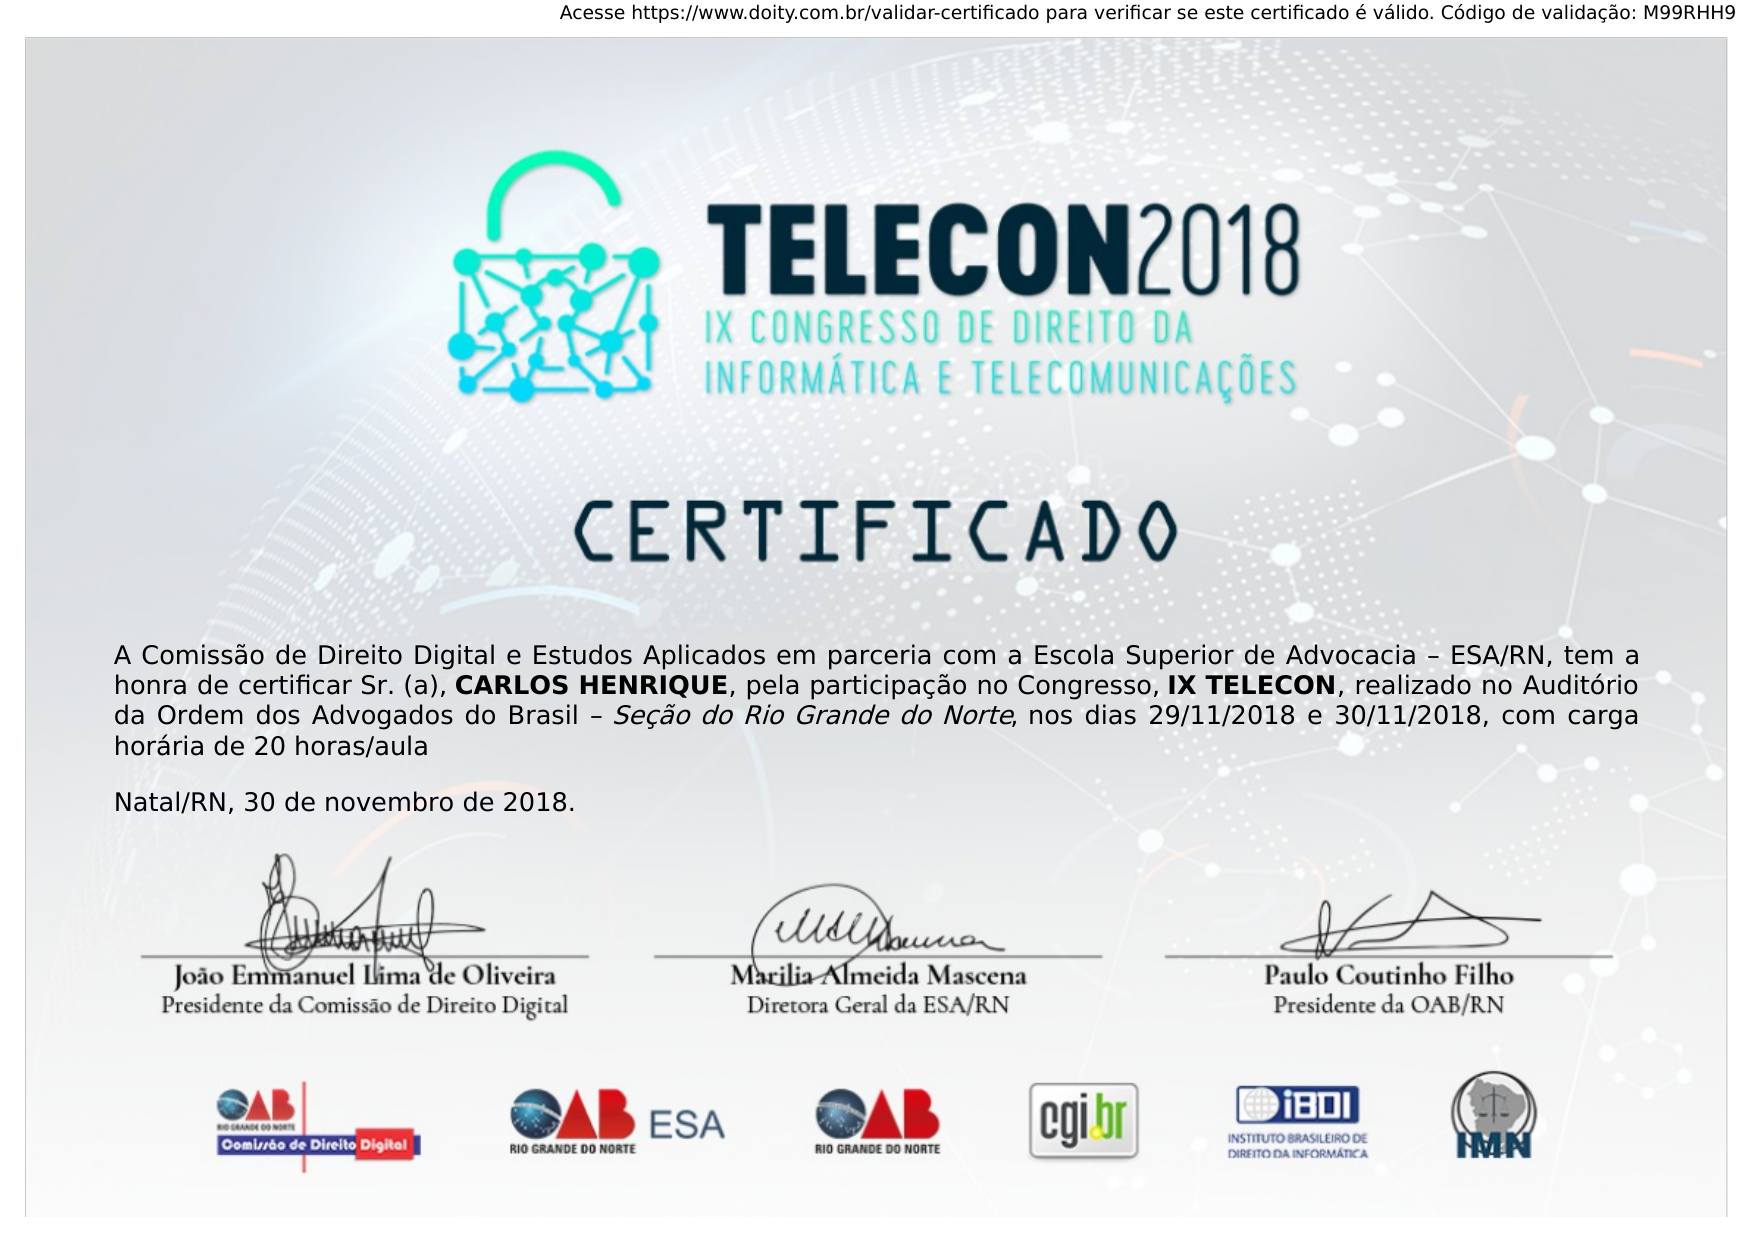 Acesse https://www.doity.com.br/validar-certificado para verificar se este certificado é válido. Código de validação: M99RHH9
TELECON2018
IX CONGRESSO DE DIREITO DA
INFORMÁTICA E TELECOMUNICAÇÕES
CERTIFICADO
A Comissão de Direito Digital e Estudos Aplicados em parceria com a Escola Superior de Advocacia – ESA/RN, tem a
honra de certificar Sr. (a), CARLOS HENRIQUE, pela participação no Congresso, IX TELECON, realizado no Auditório
da Ordem dos Advogados do Brasil – Seção do Rio Grande do Norte, nos dias 29/11/2018 e 30/11/2018, com carga
horária de 20 horas/aula
Natal/RN, 30 de novembro de 2018.
João Emmanuel Lima de Oliveira
Presidente da Comissão de Direito Digital
Marilia Almeida Mascena
Diretora Geral da ESA/RN
Paulo Coutinho Filho
Presidente da OAB/RN
OAB
RIO GRANDE DO NORTE
Comissão de Direito Digital
OAB ESA
RIO GRANDE DO NORTE
OAB
RIO GRANDE DO NORTE
cgi.br
iBDI
INSTITUTO BRASILEIRO DE
DIREITO DA INFORMÁTICA
IMN